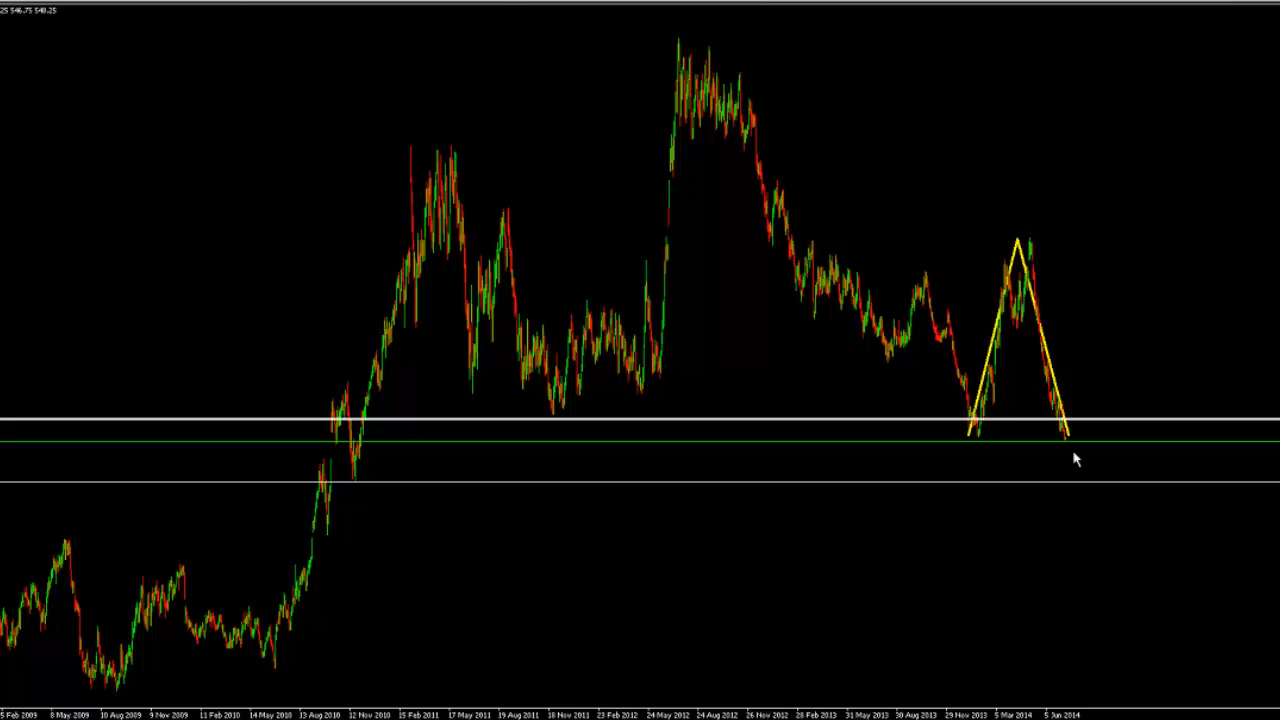 25 546.75 548.25
5 Feb 2009 8 May 2009 10 Aug 2009 9 Nov 2009 11 Feb 2010 14 May 2010 13 Aug 2010 12 Nov 2010 15 Feb 2011 17 May 2011 19 Aug 2011 18 Nov 2011 23 Feb 2012 24 May 2012 24 Aug 2012 26 Nov 2012 28 Feb 2013 31 May 2013 30 Aug 2013 29 Nov 2013 5 Mar 2014 5 Jun 2014